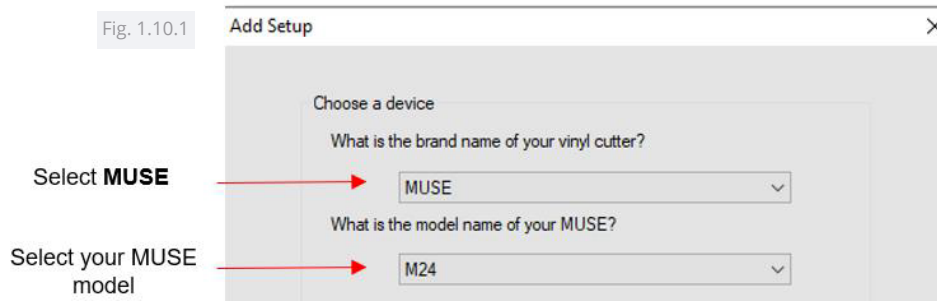 Fig. 1.10.1
Add Setup
Choose a device
What is the brand name of your vinyl cutter?
Select MUSE
MUSE
What is the model name of your MUSE?
Select your MUSE
model
M24